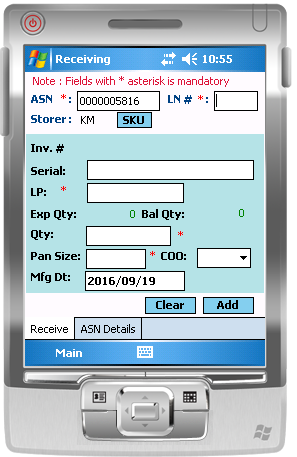 Receiving 10:55
Note : Fields with * asterisk is mandatory
ASN *: 0000005816 LN # *:
Storer: KM SKU
Inv. #
Serial:
LP: *
Exp Qty: 0 Bal Qty: 0
Qty: *
Pan Size: * COO:
Mfg Dt: 2016/09/19
Clear Add
Receive ASN Details
Main